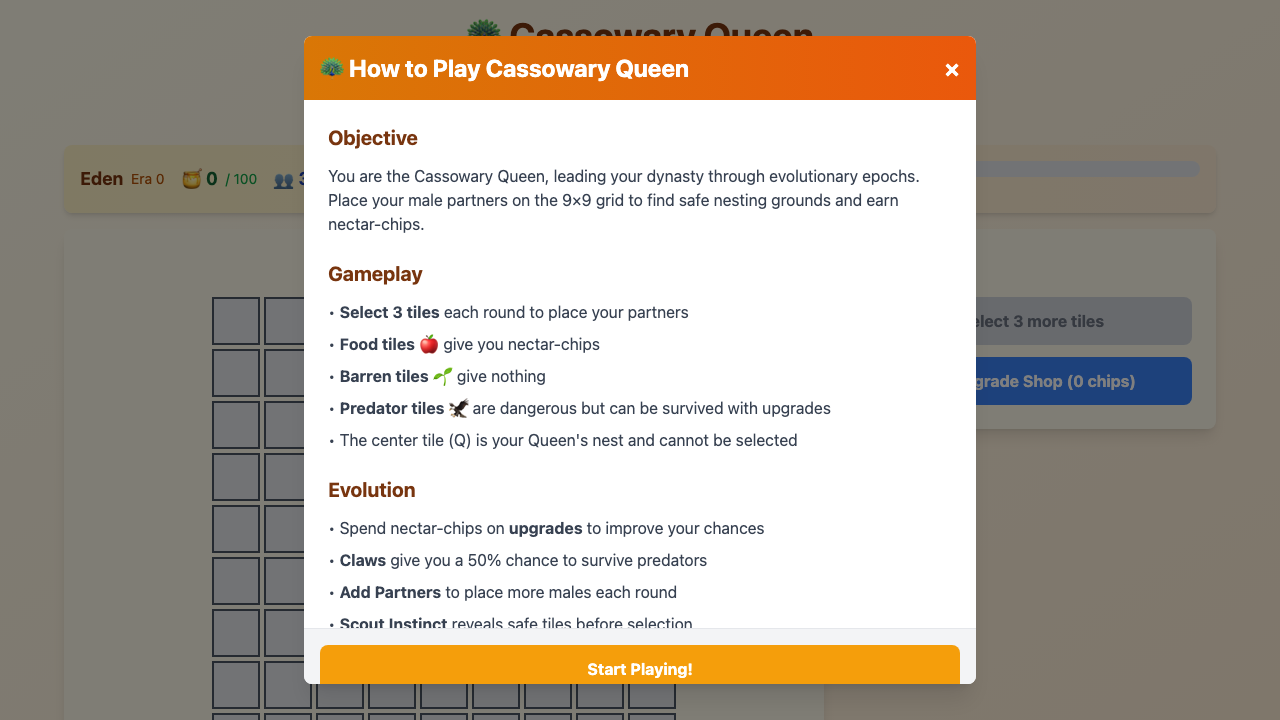 Cassowary Queen
How to Play Cassowary Queen
×
Eden Era 0 0 / 100
Objective
You are the Cassowary Queen, leading your dynasty through evolutionary epochs.
Place your male partners on the 9×9 grid to find safe nesting grounds and earn
nectar-chips.
Gameplay
• Select 3 tiles each round to place your partners
• Food tiles 🍎 give you nectar-chips
• Barren tiles 🌱 give nothing
• Predator tiles 🦅 are dangerous but can be survived with upgrades
• The center tile (Q) is your Queen's nest and cannot be selected
Evolution
• Spend nectar-chips on upgrades to improve your chances
• Claws give you a 50% chance to survive predators
• Add Partners to place more males each round
• Scout Instinct reveals safe tiles before selection
Start Playing!
elect 3 more tiles
grade Shop (0 chips)